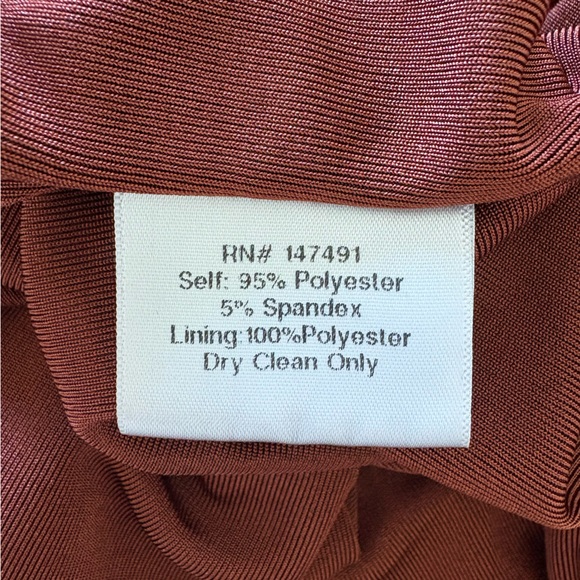 RN# 147491
Self: 95% Polyester
5% Spandex
Lining:100%Polyester
Dry Clean Only